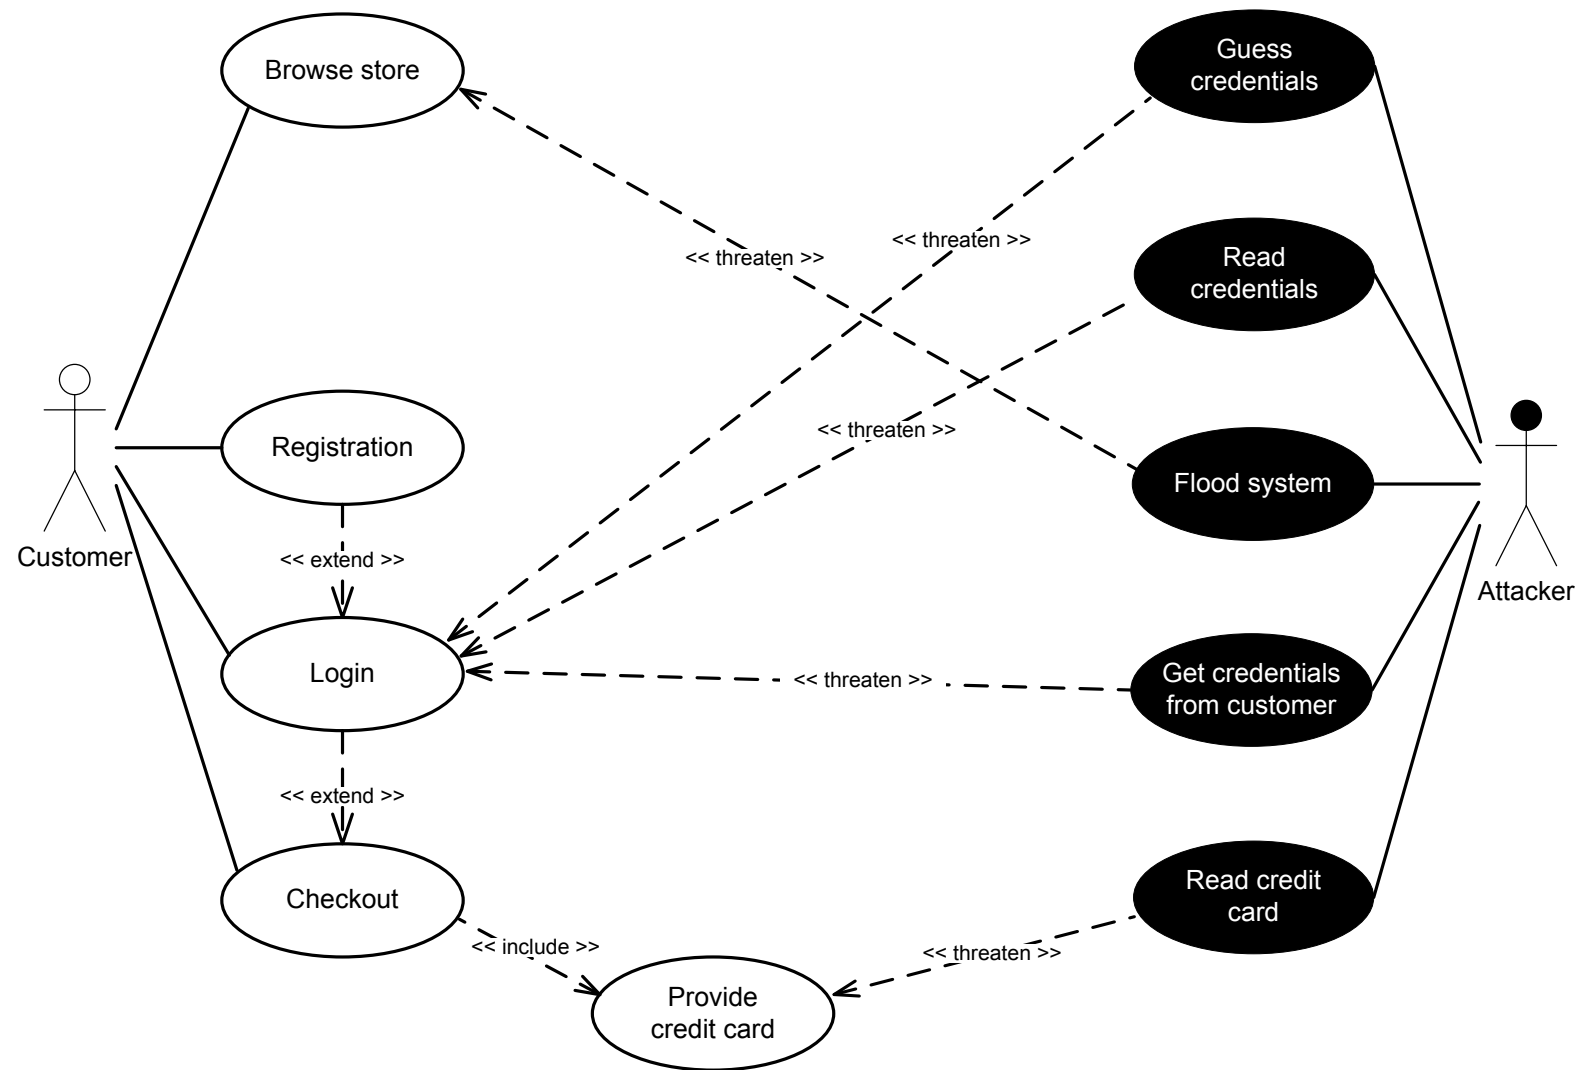 Browse store
Guess
credentials
<< threaten >>
<< threaten >>
Read
credentials
Registration
<< threaten >>
Flood system
Customer
<< extend >>
Attacker
Login
<< threaten >>
Get credentials
from customer
<< extend >>
Checkout
Read credit
card
<< include >>
<< threaten >>
Provide
credit card